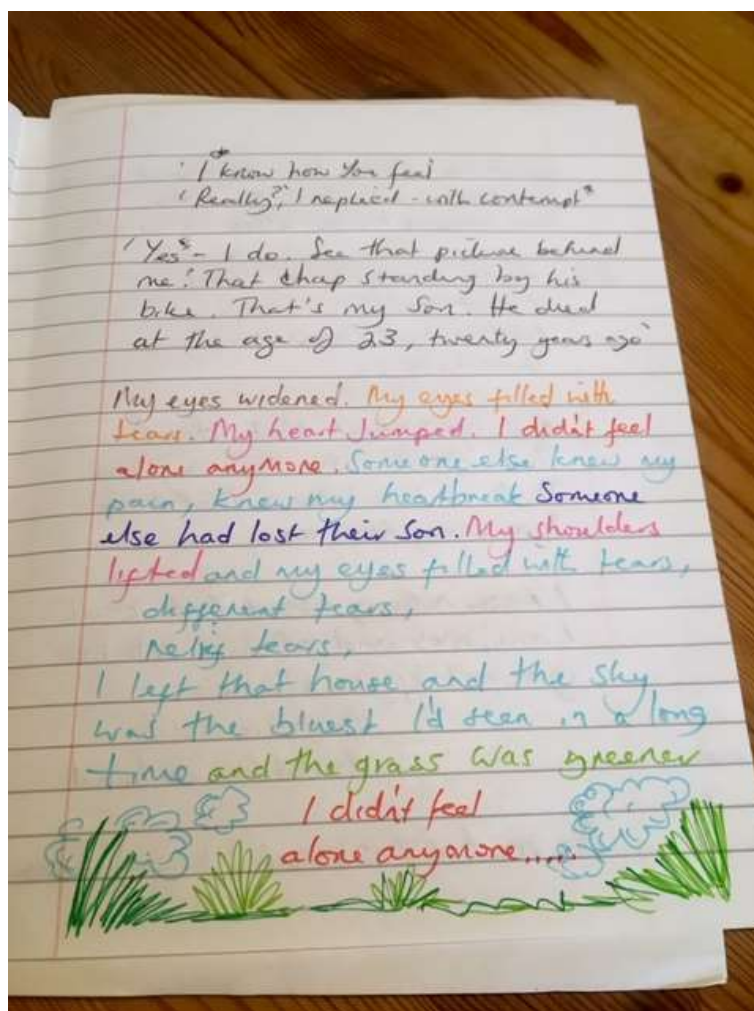 'I know how you feel
'Really?', I replied - with contempt"
'Yes" - I do. See that picture behind
me! That chap standing by his
bike. That's my son. He died
at the age of 23, twenty years ago'
My eyes widened. My eyes filled with
tears. My heart Jumped. I didn't feel
alone anymore. Someone else knew my
pain, knew my heartbreak Someone
else had lost their son. My shoulders
lifted and my eyes filled with tears,
different tears,
relief tears,
I left that house and the sky
was the bluest I'd seen in a long
time and the grass was greener
I didn't feel
alone anymore.....